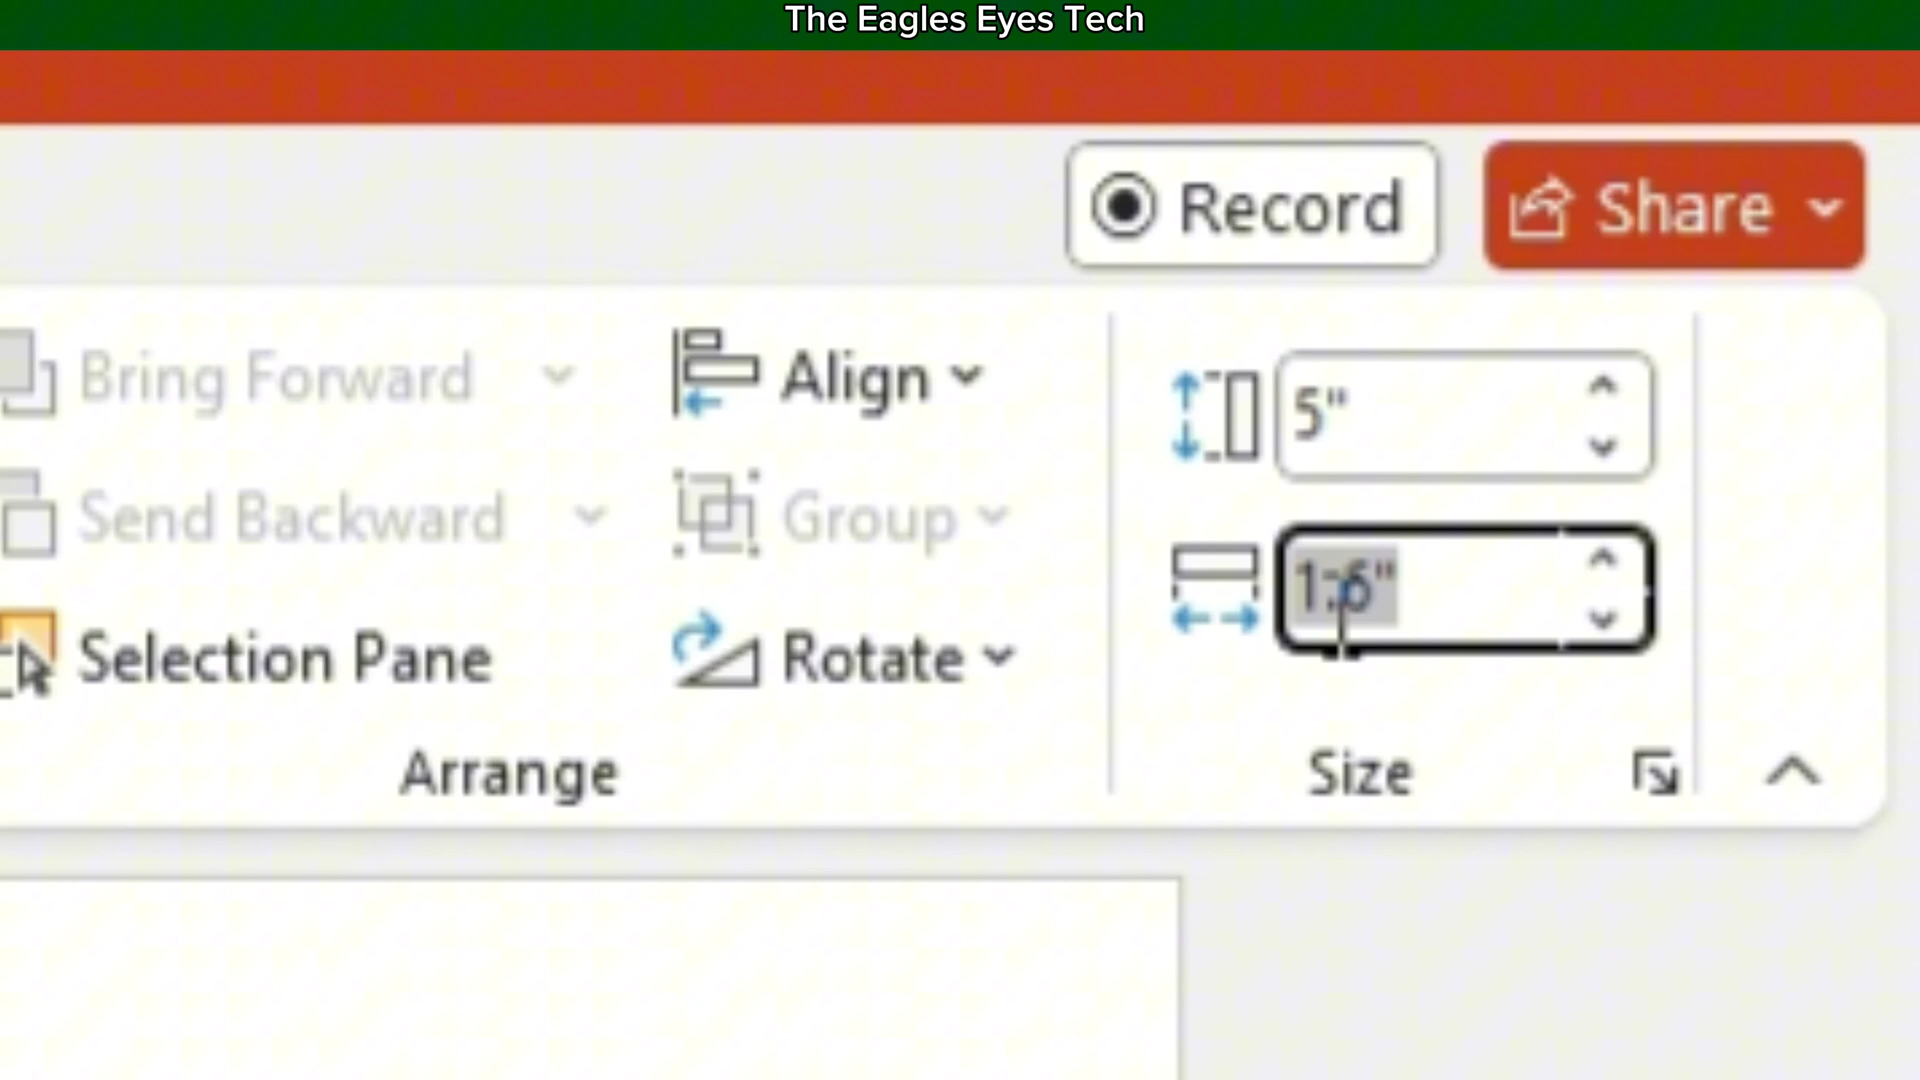 The Eagles Eyes Tech
Record
Share
Bring Forward
Align
5"
Send Backward
Group
1.6"
Selection Pane
Rotate
Arrange
Size